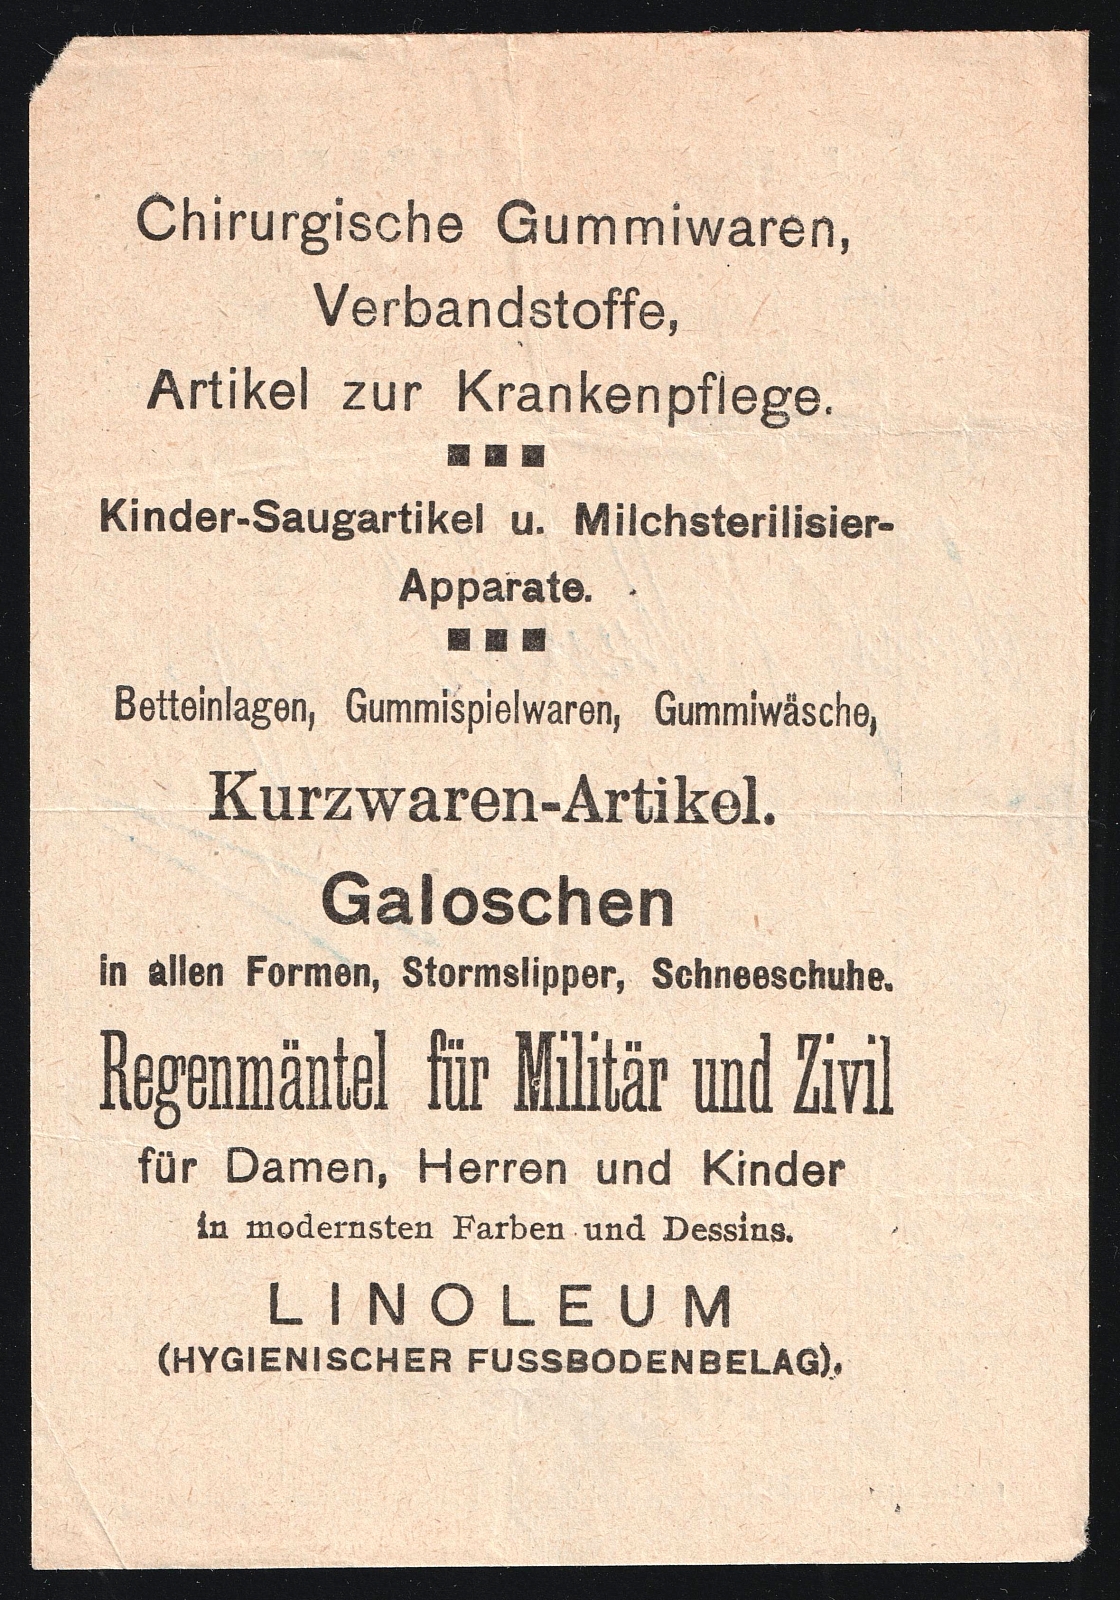 Chirurgische Gummiwaren,
Verbandstoffe,
Artikel zur Krankenpflege.
Kinder-Saugartikel u. Milchsterilisier-
Apparate.
Betteinlagen, Gummispielwaren, Gummiwäsche,
Kurzwaren-Artikel.
Galoschen
in allen Formen, Stormslipper, Schneeschuhe.
Regenmäntel für Militär und Zivil
für Damen, Herren und Kinder
in modernsten Farben und Dessins.
LINOLEUM
(HYGIENISCHER FUSSBODENBELAG).